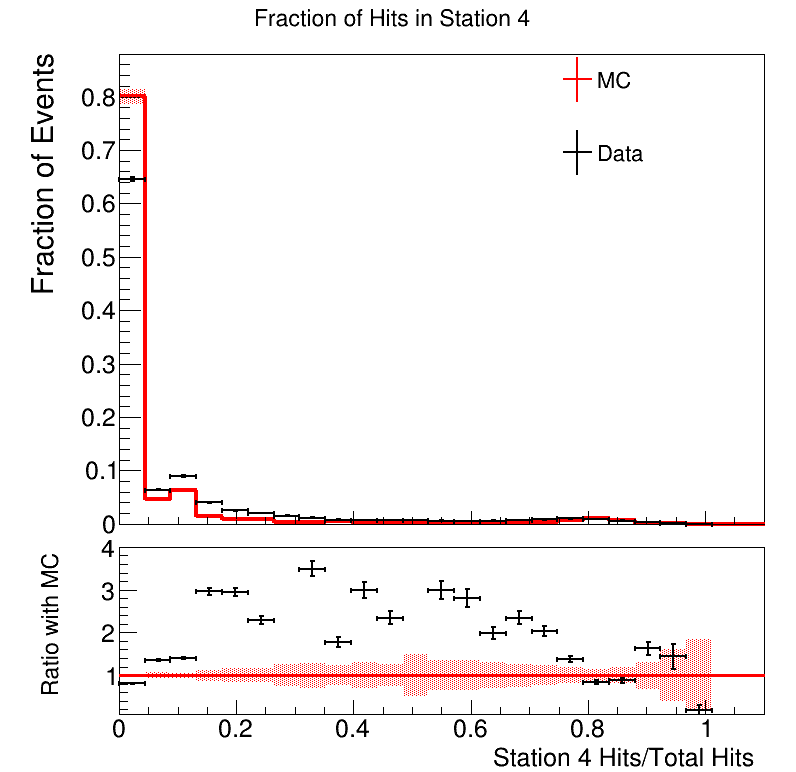 Fraction of Hits in Station 4
Fraction of Events
0.8
0.7
0.6
0.5
0.4
0.3
0.2
0.1
0
MC
Data
Ratio with MC
4
3
2
1
0 0.2 0.4 0.6 0.8 1
Station 4 Hits/Total Hits